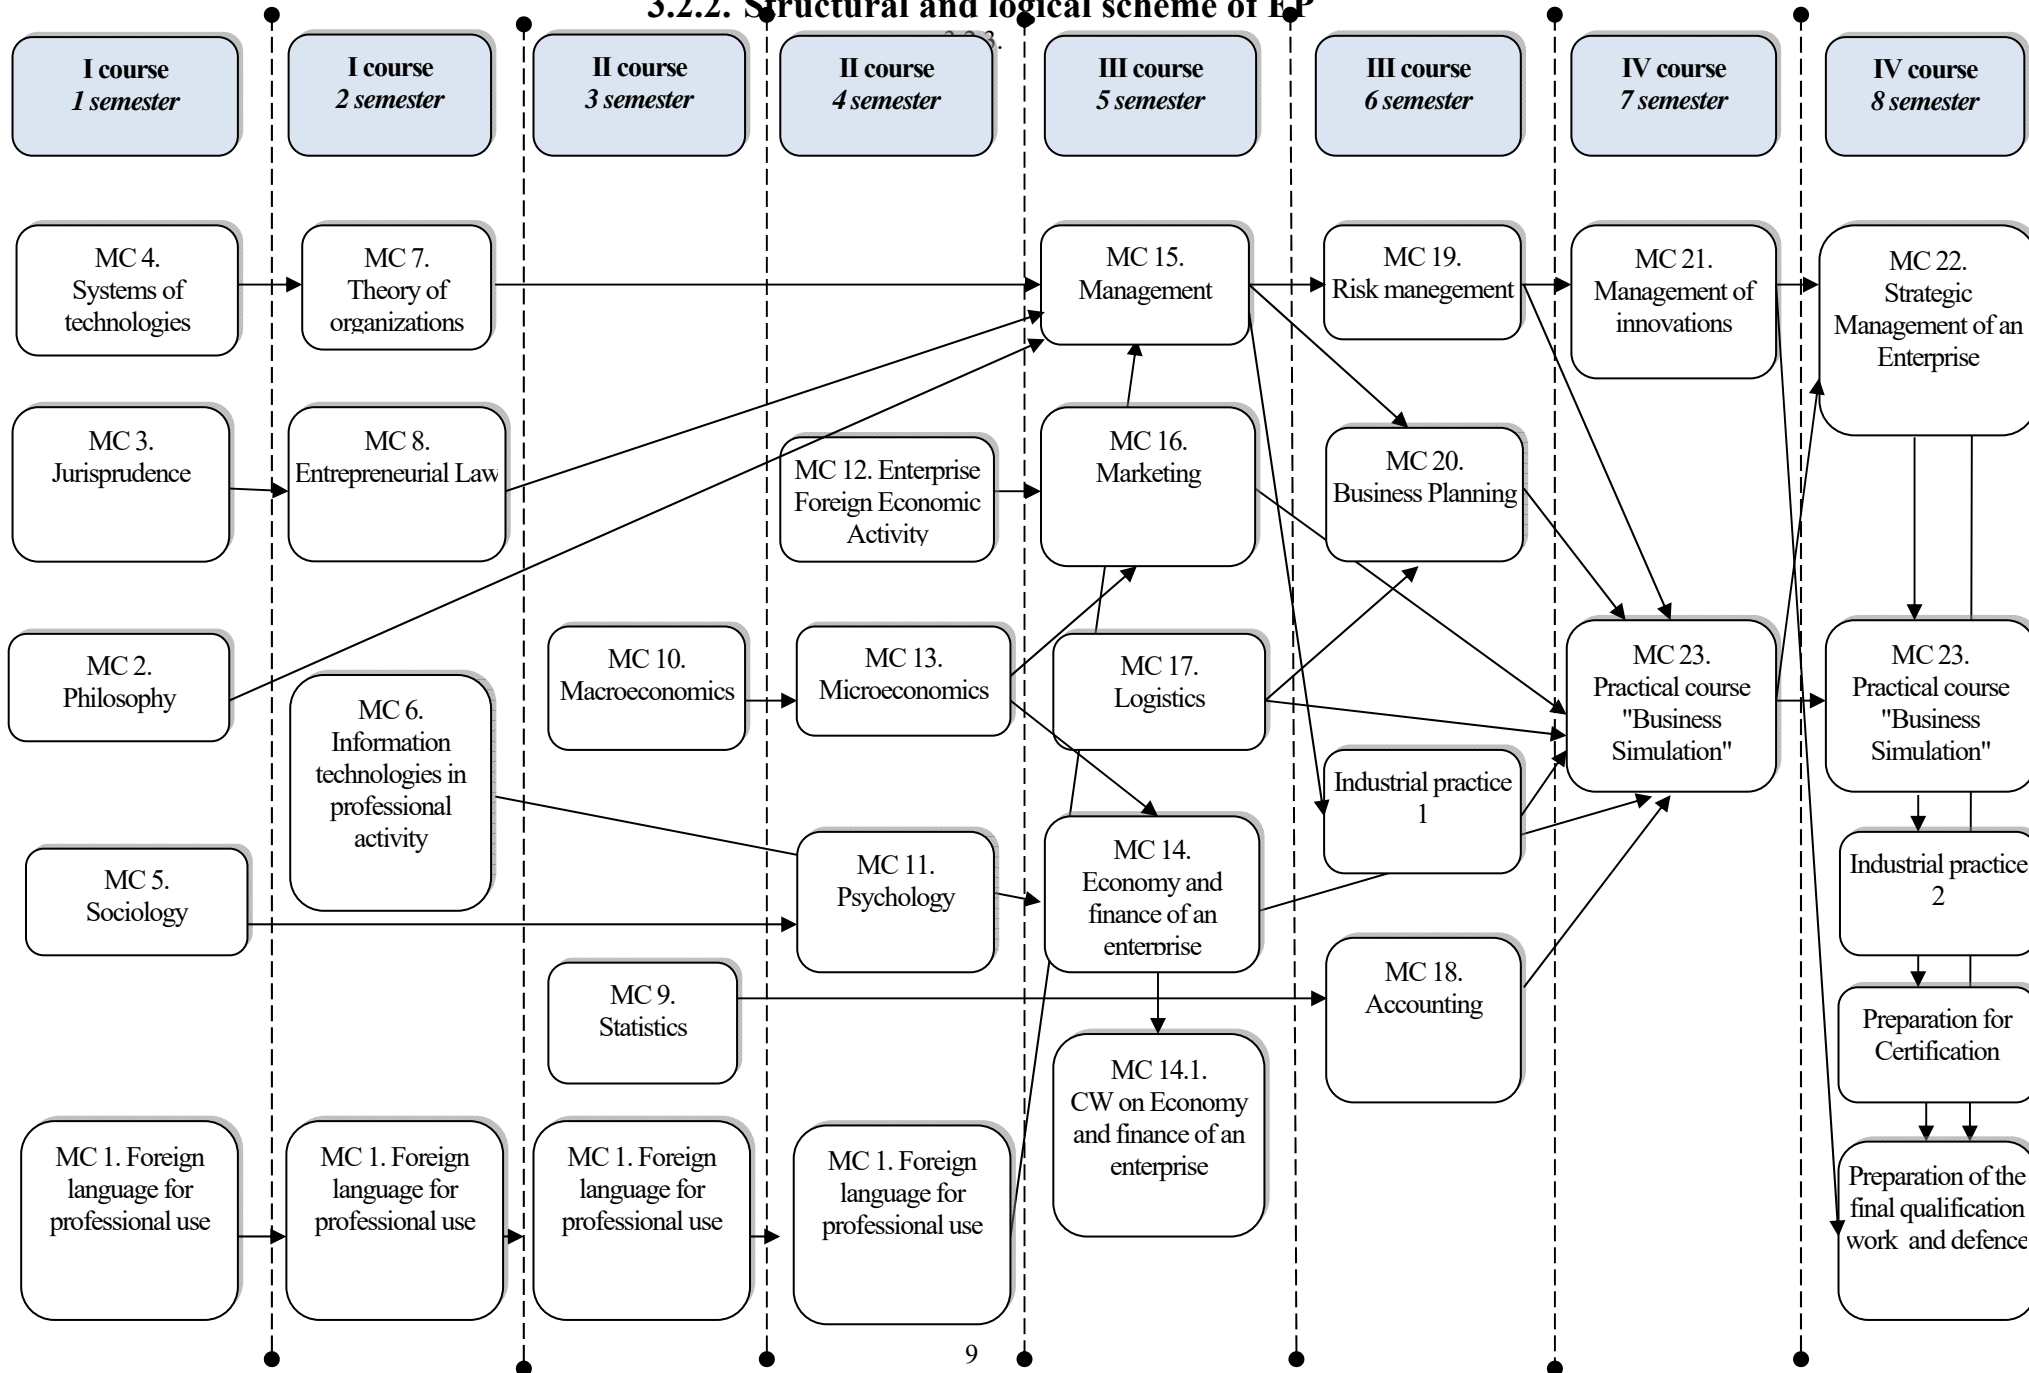 3.2.2. Structural and logical scheme of EP
3.2.3.
I course
1 semester
I course
2 semester
II course
3 semester
II course
4 semester
III course
5 semester
III course
6 semester
IV course
7 semester
IV course
8 semester
MC 4.
Systems of
technologies
MC 7.
Theory of
organizations
MC 15.
Management
MC 19.
Risk manegement
MC 21.
Management of
innovations
MC 22.
Strategic
Management of an
Enterprise
MC 3.
Jurisprudence
MC 8.
Entrepreneurial Law
MC 12. Enterprise
Foreign Economic
Activity
MC 16.
Marketing
MC 20.
Business Planning
MC 2.
Philosophy
MC 6.
Information
technologies in
professional
activity
MC 10.
Macroeconomics
MC 13.
Microeconomics
MC 17.
Logistics
Industrial practice
1
MC 23.
Practical course
"Business
Simulation"
MC 23.
Practical course
"Business
Simulation"
MC 5.
Sociology
MC 11.
Psychology
MC 14.
Economy and
finance of an
enterprise
Industrial practice
2
MC 9.
Statistics
MC 18.
Accounting
Preparation for
Certification
MC 14.1.
CW on Economy
and finance of an
enterprise
MC 1. Foreign
language for
professional use
MC 1. Foreign
language for
professional use
MC 1. Foreign
language for
professional use
MC 1. Foreign
language for
professional use
Preparation of the
final qualification
work and defence
9